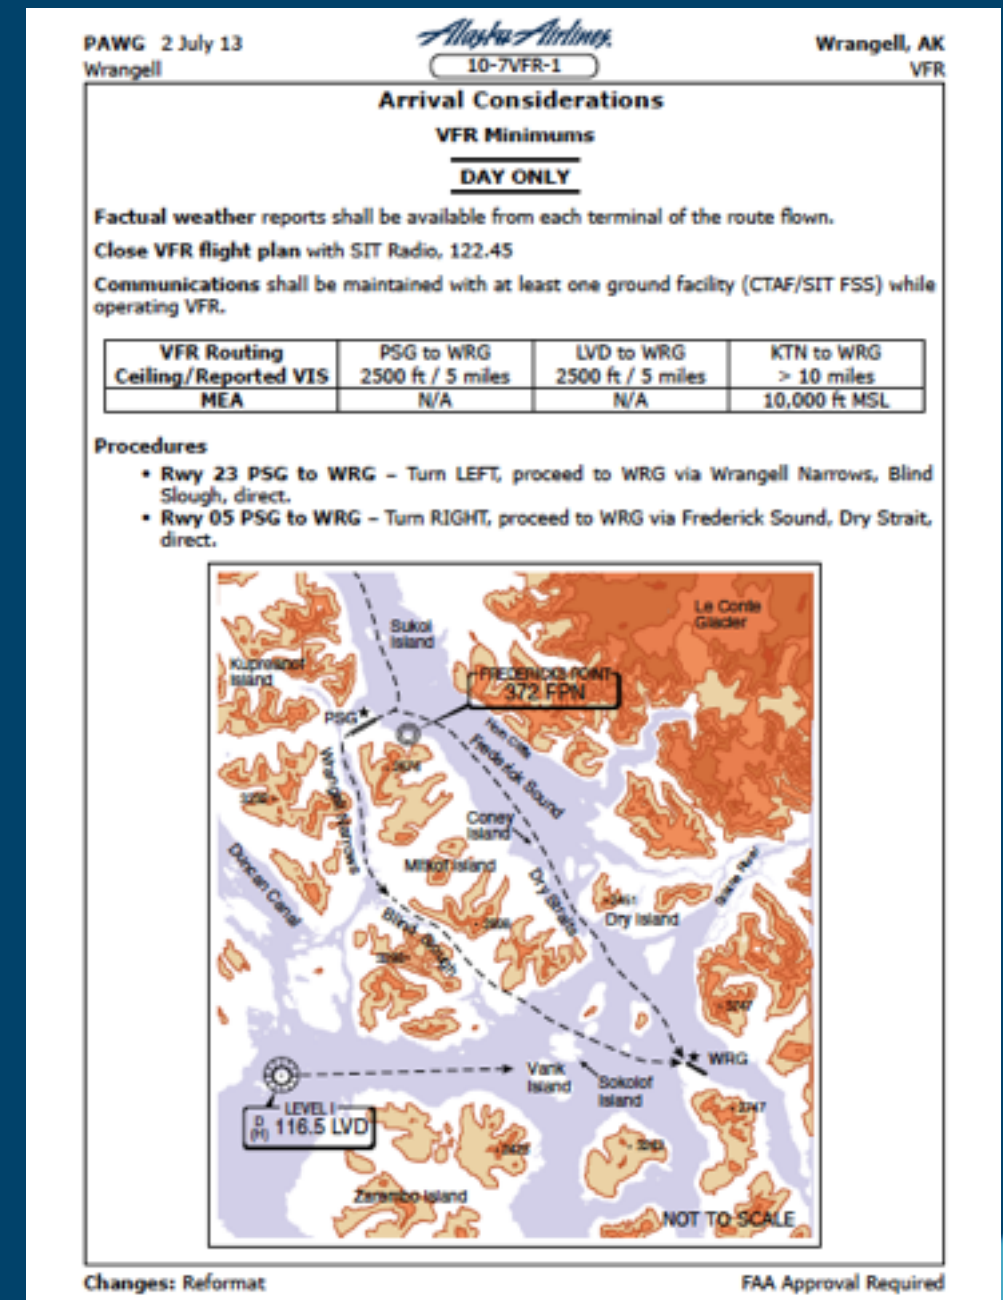 PAWG 2 July 13
Wrangell
Alaska Airlines.
10-7VFR-1
Wrangell, AK
VFR
Arrival Considerations
VFR Minimums
DAY ONLY
Factual weather reports shall be available from each terminal of the route flown.
Close VFR flight plan with SIT Radio, 122.45
Communications shall be maintained with at least one ground facility (CTAF/SIT FSS) while
operating VFR.
VFR Routing PSG to WRG LVD to WRG KTN to WRG
Ceiling/Reported VIS 2500 ft / 5 miles 2500 ft / 5 miles > 10 miles
MEA N/A N/A 10,000 ft MSL
Procedures
• Rwy 23 PSG to WRG – Turn LEFT, proceed to WRG via Wrangell Narrows, Blind
Slough, direct.
• Rwy 05 PSG to WRG – Turn RIGHT, proceed to WRG via Frederick Sound, Dry Strait,
direct.
Le Conte
Glacier
Sukoi
Island
Kupreanof
Island
FREDERICKS POINT
372 FPN
PSG
Horn Cliffs
Frederick Sound
Wrangell Narrows
Coney
Island
Mitkof Island
Duncan Canal
Dry Straits
Stikine River
Dry Island
Blind Slough
3247
WRG
Vank
Island
Sokolof
Island
LEVEL I
D
(H) 116.5 LVD
2747
Zarembo Island
NOT TO SCALE
Changes: Reformat
FAA Approval Required